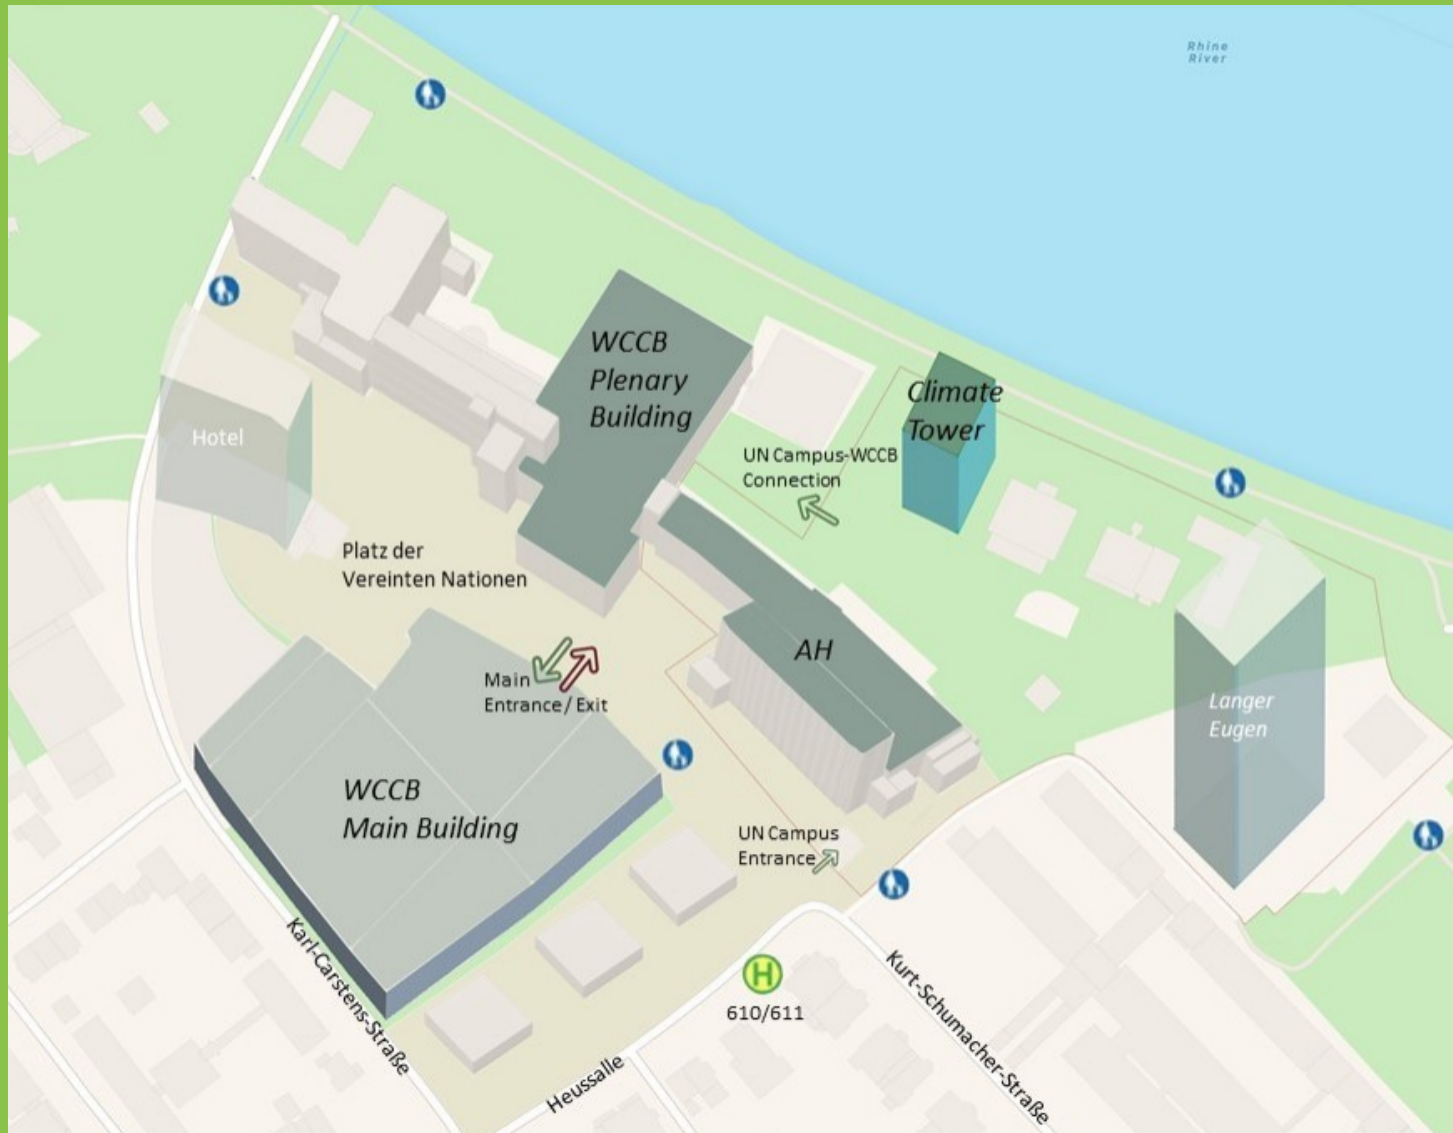 Rhine
River
WCCB
Plenary
Building
Climate
Tower
Hotel
UN Campus-WCCB
Connection
Platz der
Vereinten Nationen
AH
Main
Entrance / Exit
Langer
Eugen
WCCB
Main Building
UN Campus
Entrance
Karl-Carstens-Straße
H
610/611
Kurt-Schumacher-Straße
Heussalle